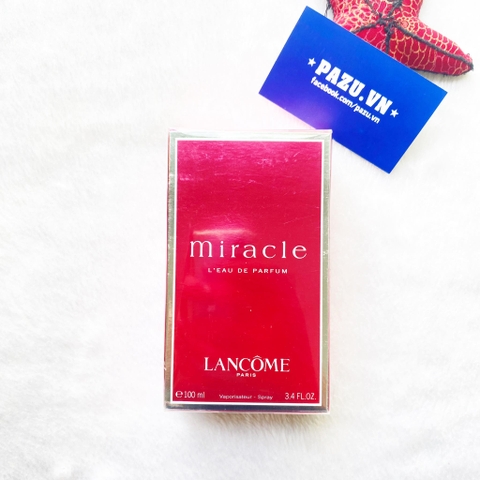 ★ PAZU.VN ★
facebook.com/pazu.vn
miracle
L'EAU DE PARFUM
LANCÔME
PARIS
℮ 100 ml Vaporisateur - Spray 3.4 FL.OZ.